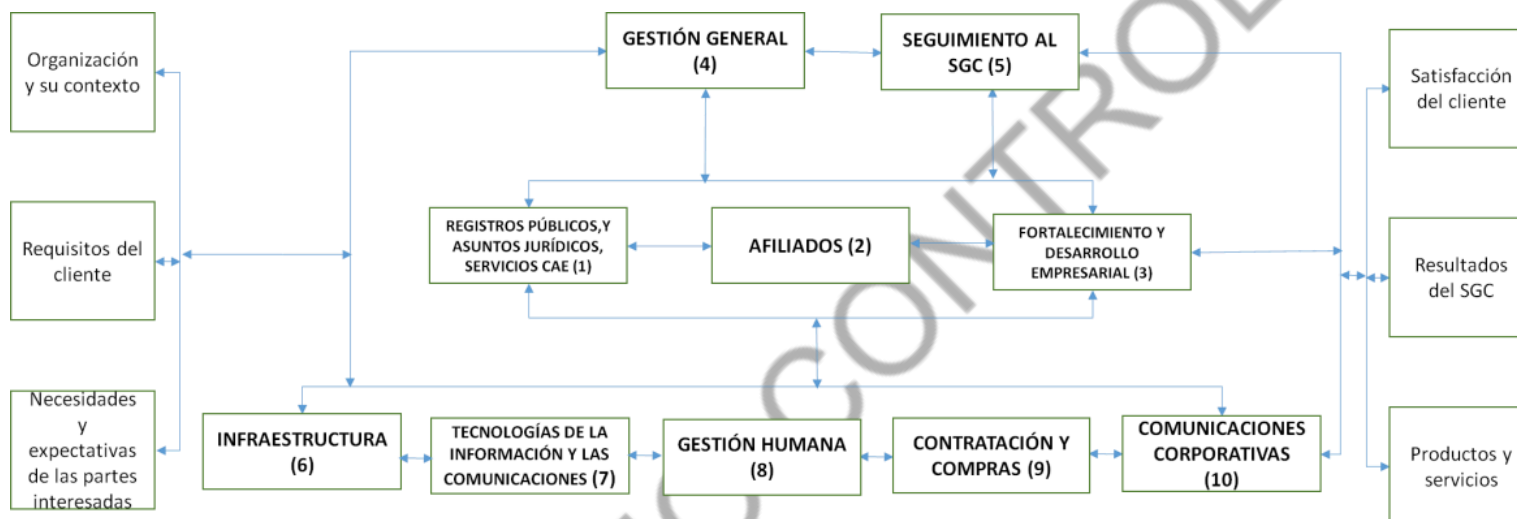 Organización
y su contexto
Requisitos del
cliente
Necesidades
y
expectativas
de las partes
interesadas
GESTIÓN GENERAL
(4)
SEGUIMIENTO AL
SGC (5)
REGISTROS PÚBLICOS,Y
ASUNTOS JURÍDICOS,
SERVICIOS CAE (1)
AFILIADOS (2)
FORTALECIMIENTO Y
DESARROLLO
EMPRESARIAL (3)
INFRAESTRUCTURA
(6)
TECNOLOGÍAS DE LA
INFORMACIÓN Y LAS
COMUNICACIONES (7)
GESTIÓN HUMANA
(8)
CONTRATACIÓN Y
COMPRAS (9)
COMUNICACIONES
CORPORATIVAS
(10)
Satisfacción
del cliente
Resultados
del SGC
Productos y
servicios